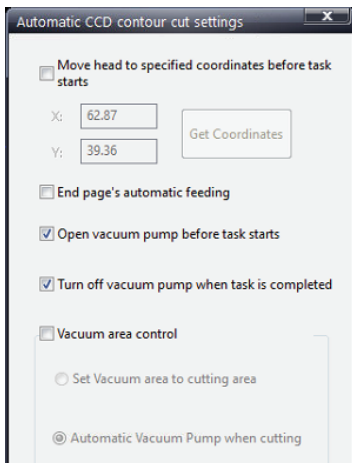 Automatic CCD contour cut settings
Move head to specified coordinates before task
starts
X: 62.87
Get Coordinates
Y: 39.36
End page's automatic feeding
Open vacuum pump before task starts
Turn off vacuum pump when task is completed
Vacuum area control
Set Vacuum area to cutting area
Automatic Vacuum Pump when cutting